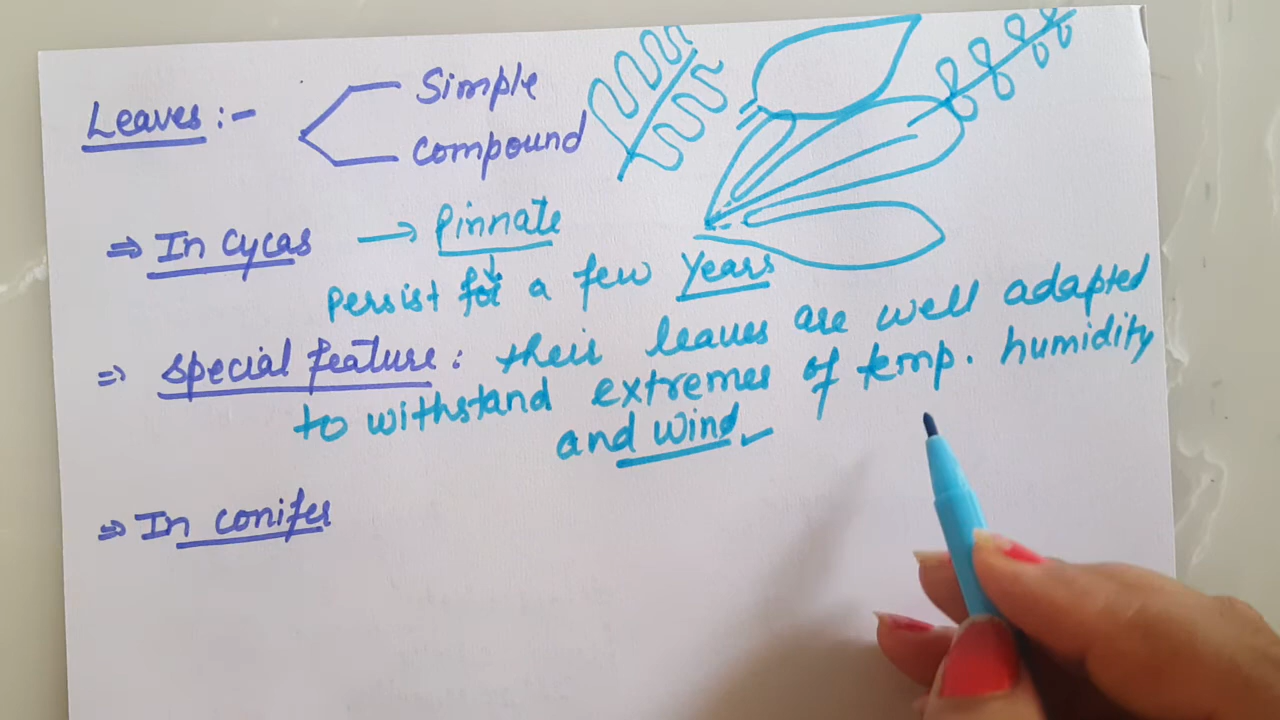 Leaves :-
Simple
Compound
⇒ In Cycas → Pinnate
↓
Persist for a few Years
⇒ special feature : their leaves are well adapted
to withstand extremes of temp. humidity
and wind ✓
⇒ In conifer